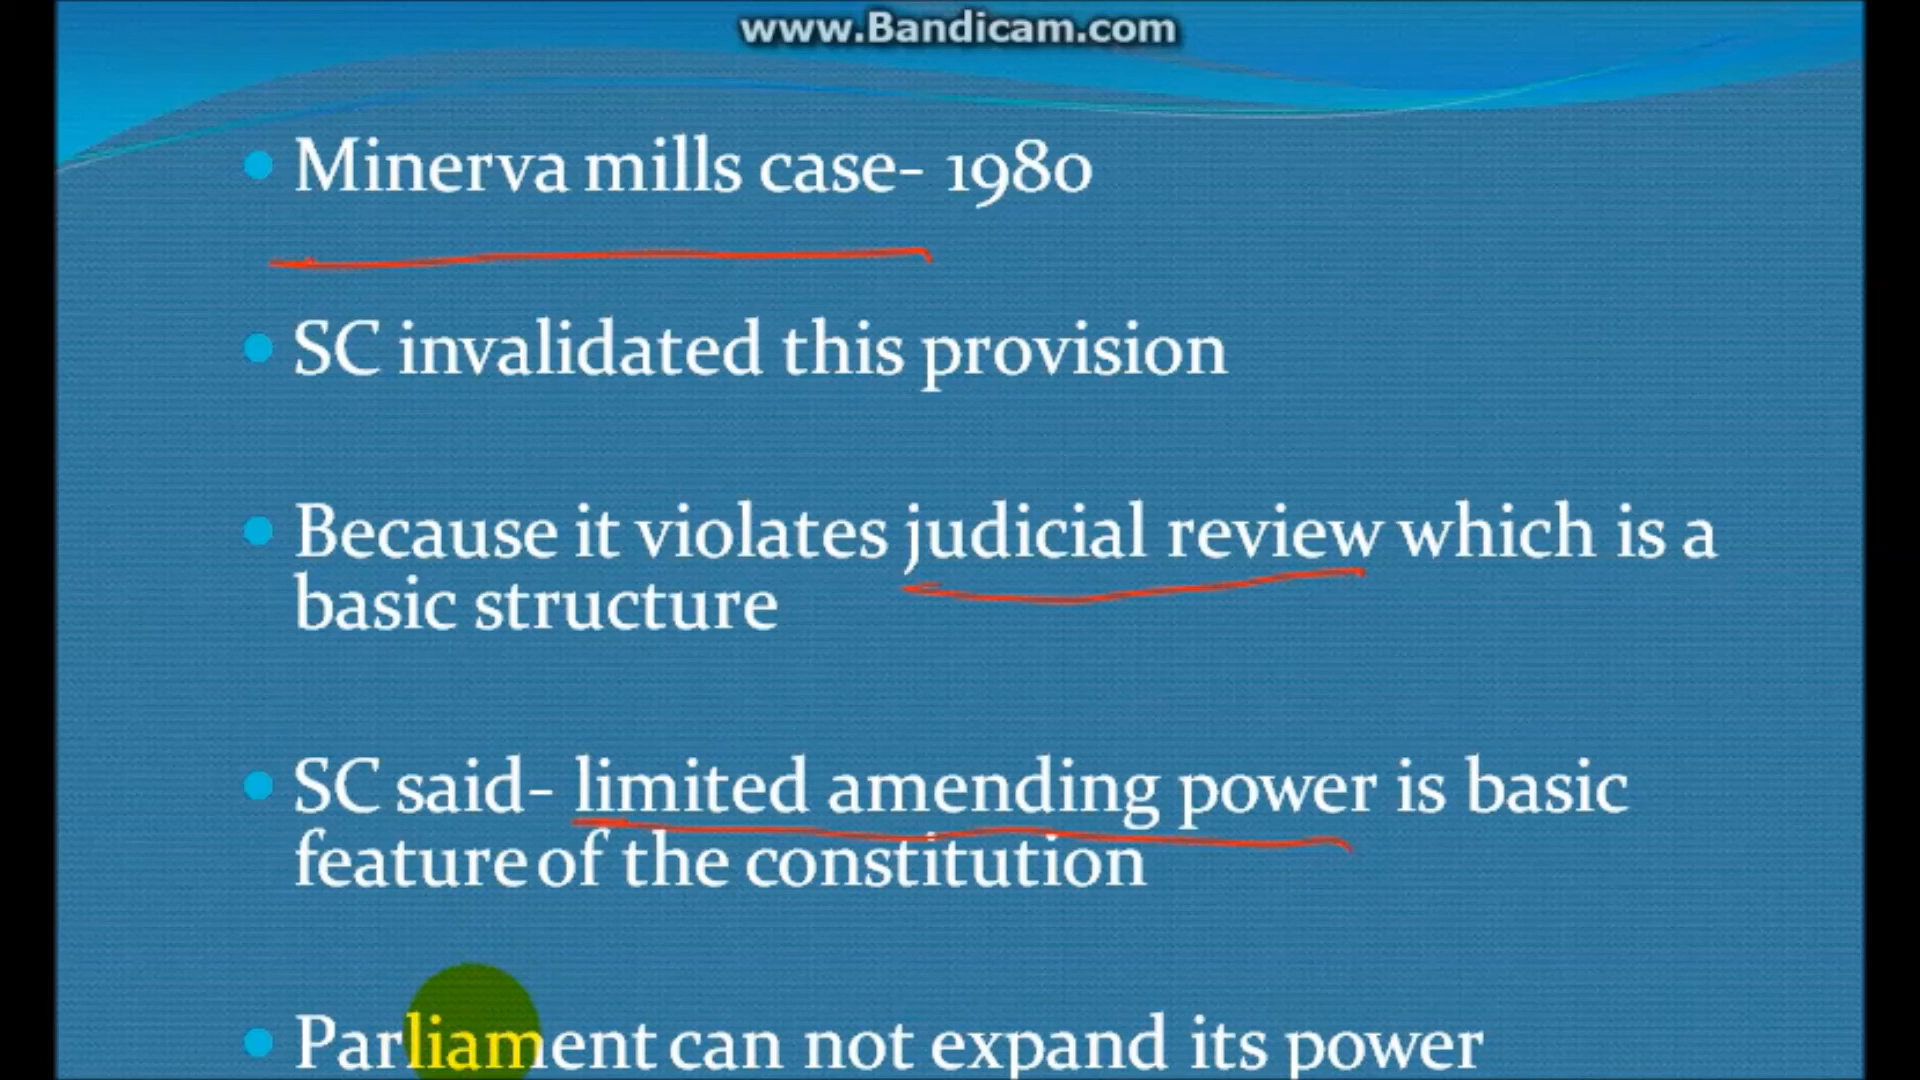 www.Bandicam.com
Minerva mills case- 1980
SC invalidated this provision
Because it violates judicial review which is a
basic structure
SC said- limited amending power is basic
feature of the constitution
Parliament can not expand its power